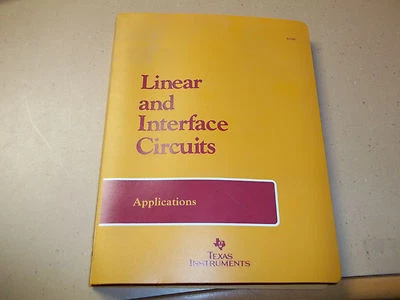 Linear
and
Interface
Circuits
Applications
TEXAS
INSTRUMENTS